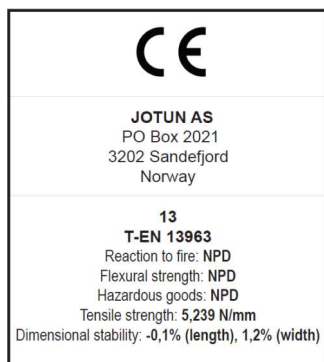 CE
JOTUN AS
PO Box 2021
3202 Sandefjord
Norway
13
T-EN 13963
Reaction to fire: NPD
Flexural strength: NPD
Hazardous goods: NPD
Tensile strength: 5,239 N/mm
Dimensional stability: -0,1% (length), 1,2% (width)